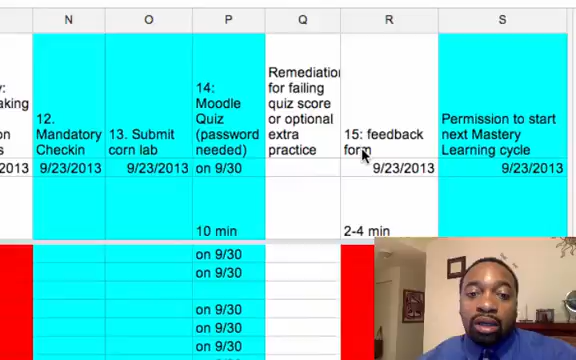 N O P Q R S
12.
Mandatory
Checkin
13. Submit
corn lab
14:
Moodle
Quiz
(password
needed)
Remediation
for failing
quiz score
or optional
extra
practice
15: feedback
form
Permission to start
next Mastery
Learning cycle
2013 9/23/2013 9/23/2013 on 9/30 9/23/2013 9/23/2013
10 min 2-4 min
on 9/30
on 9/30
on 9/30
on 9/30
on 9/30